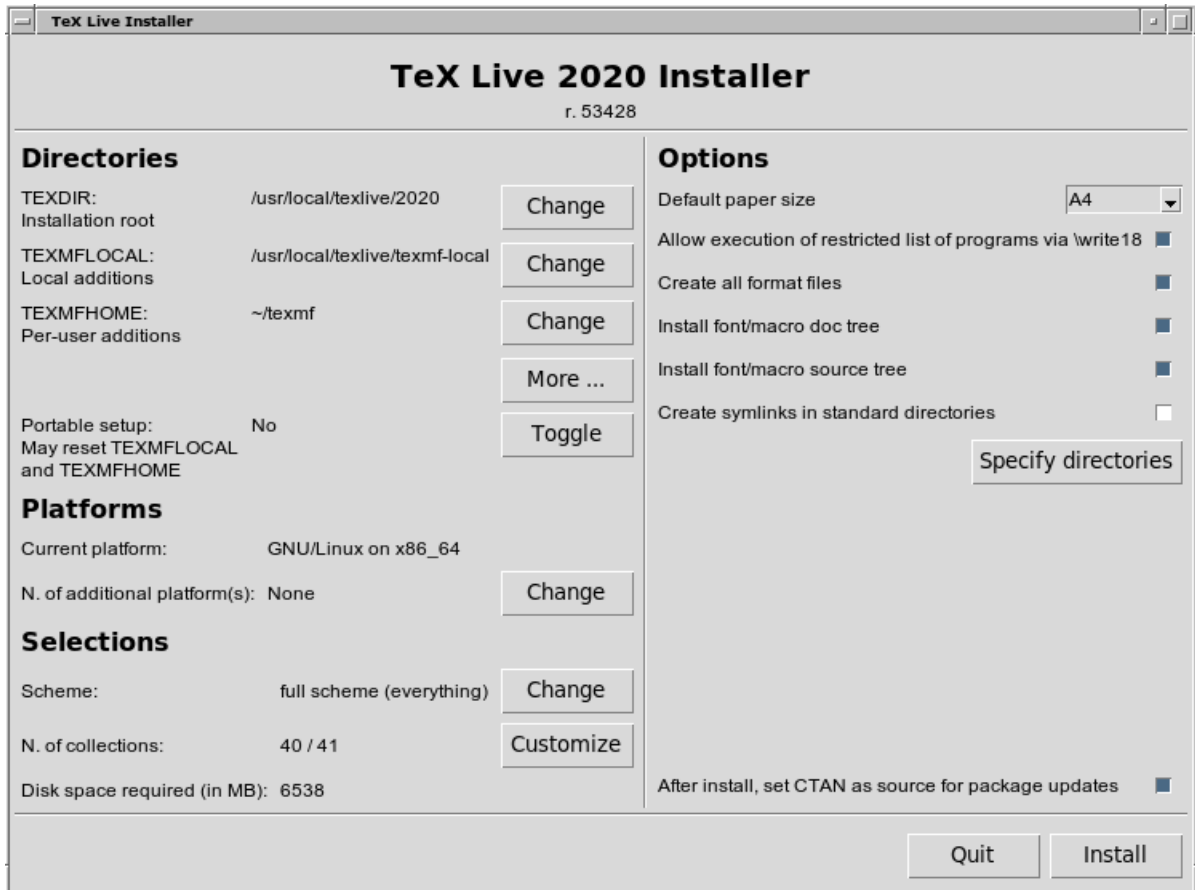 TeX Live Installer
TeX Live 2020 Installer
r. 53428
Directories
TEXDIR: /usr/local/texlive/2020 Change
Installation root
TEXMFLOCAL: /usr/local/texlive/texmf-local Change
Local additions
TEXMFHOME: ~/texmf Change
Per-user additions
More ...
Portable setup: No Toggle
May reset TEXMFLOCAL
and TEXMFHOME
Platforms
Current platform: GNU/Linux on x86_64
N. of additional platform(s): None Change
Selections
Scheme: full scheme (everything) Change
N. of collections: 40 / 41 Customize
Disk space required (in MB): 6538
Options
Default paper size A4
Allow execution of restricted list of programs via \write18
Create all format files
Install font/macro doc tree
Install font/macro source tree
Create symlinks in standard directories
Specify directories
After install, set CTAN as source for package updates
Quit Install